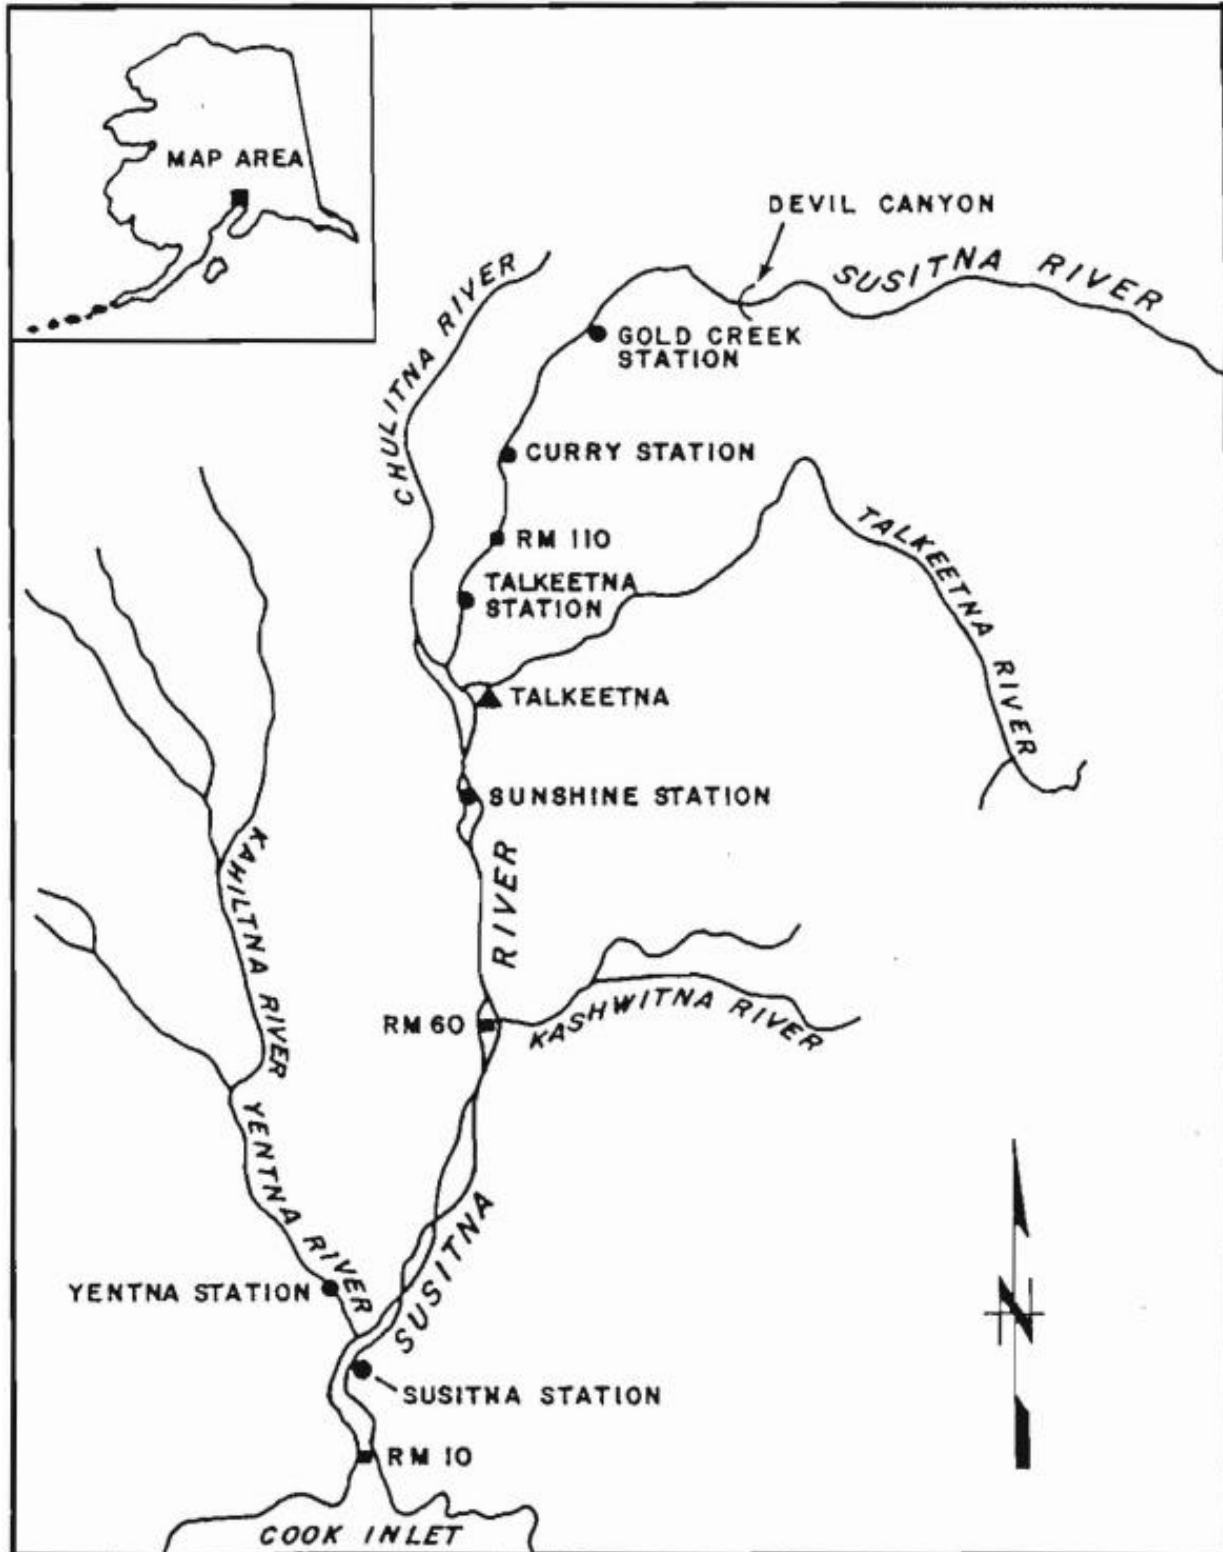 MAP AREA
DEVIL CANYON
SUSITNA RIVER
CHULITNA RIVER
GOLD CREEK
STATION
CURRY STATION
TALKEETNA RIVER
RM 110
TALKEETNA
STATION
TALKEETNA
SUNSHINE STATION
KAHILTNA RIVER
RIVER
RM 60
KASHWITNA RIVER
YENTNA RIVER
SUSITNA
YENTNA STATION
SUSITNA STATION
RM 10
COOK INLET
N